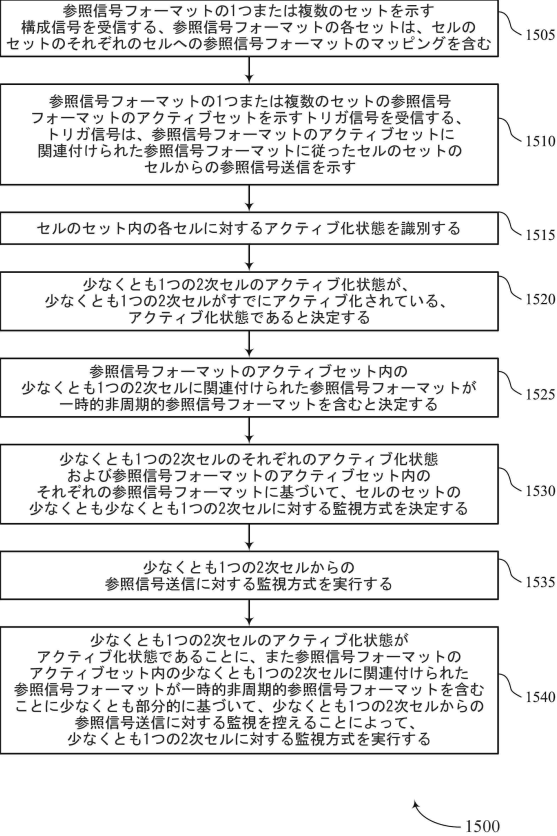 参照信号フォーマットの1つまたは複数のセットを示す
構成信号を受信する、参照信号フォーマットの各セットは、セルの
セットのそれぞれのセルへの参照信号フォーマットのマッピングを含む
1505
参照信号フォーマットの1つまたは複数のセットの参照信号
フォーマットのアクティブセットを示すトリガ信号を受信する、
トリガ信号は、参照信号フォーマットのアクティブセットに
関連付けられた参照信号フォーマットに従ったセルのセットの
セルからの参照信号送信を示す
1510
セルのセット内の各セルに対するアクティブ化状態を識別する
1515
少なくとも1つの2次セルのアクティブ化状態が、
少なくとも1つの2次セルがすでにアクティブ化されている、
アクティブ化状態であると決定する
1520
参照信号フォーマットのアクティブセット内の
少なくとも1つの2次セルに関連付けられた参照信号フォーマットが
一時的非周期的参照信号フォーマットを含むと決定する
1525
少なくとも1つの2次セルのそれぞれのアクティブ化状態
および参照信号フォーマットのアクティブセット内の
それぞれの参照信号フォーマットに基づいて、セルのセットの
少なくとも少なくとも1つの2次セルに対する監視方式を決定する
1530
少なくとも1つの2次セルからの
参照信号送信に対する監視方式を実行する
1535
少なくとも1つの2次セルのアクティブ化状態が
アクティブ化状態であることに、また参照信号フォーマットの
アクティブセット内の少なくとも1つの2次セルに関連付けられた
参照信号フォーマットが一時的非周期的参照信号フォーマットを含む
ことに少なくとも部分的に基づいて、少なくとも1つの2次セルからの
参照信号送信に対する監視を控えることによって、
少なくとも1つの2次セルに対する監視方式を実行する
1540
1500